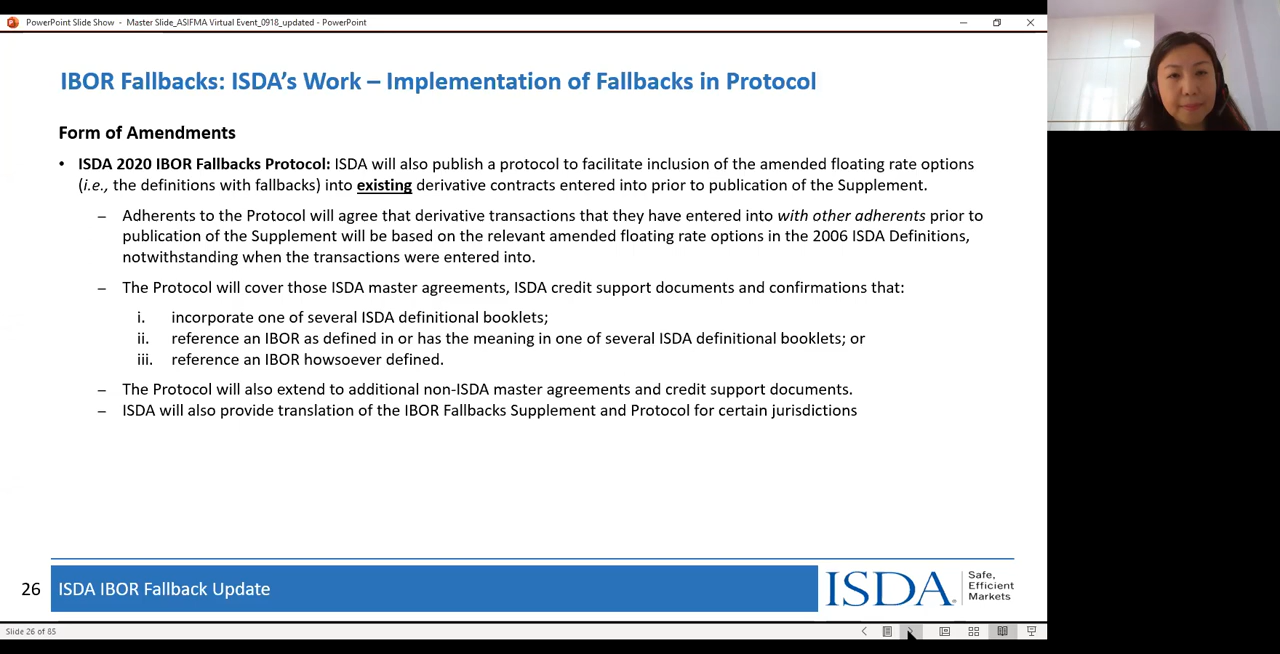 PowerPoint Slide Show - Master Slide_ASIFMA Virtual Event_0918_updated - PowerPoint
IBOR Fallbacks: ISDA's Work – Implementation of Fallbacks in Protocol
Form of Amendments
• ISDA 2020 IBOR Fallbacks Protocol: ISDA will also publish a protocol to facilitate inclusion of the amended floating rate options
(i.e., the definitions with fallbacks) into existing derivative contracts entered into prior to publication of the Supplement.
– Adherents to the Protocol will agree that derivative transactions that they have entered into with other adherents prior to
publication of the Supplement will be based on the relevant amended floating rate options in the 2006 ISDA Definitions,
notwithstanding when the transactions were entered into.
– The Protocol will cover those ISDA master agreements, ISDA credit support documents and confirmations that:
i. incorporate one of several ISDA definitional booklets;
ii. reference an IBOR as defined in or has the meaning in one of several ISDA definitional booklets; or
iii. reference an IBOR howsoever defined.
– The Protocol will also extend to additional non-ISDA master agreements and credit support documents.
– ISDA will also provide translation of the IBOR Fallbacks Supplement and Protocol for certain jurisdictions
26
ISDA IBOR Fallback Update
ISDA
Safe,
Efficient
Markets
Slide 26 of 85